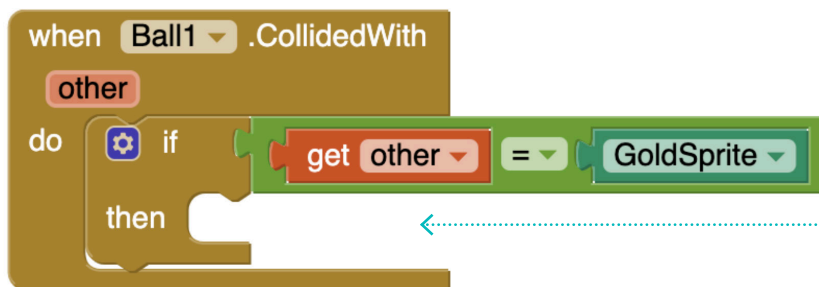 when Ball1 .CollidedWith
other
do if get other = GoldSprite
then